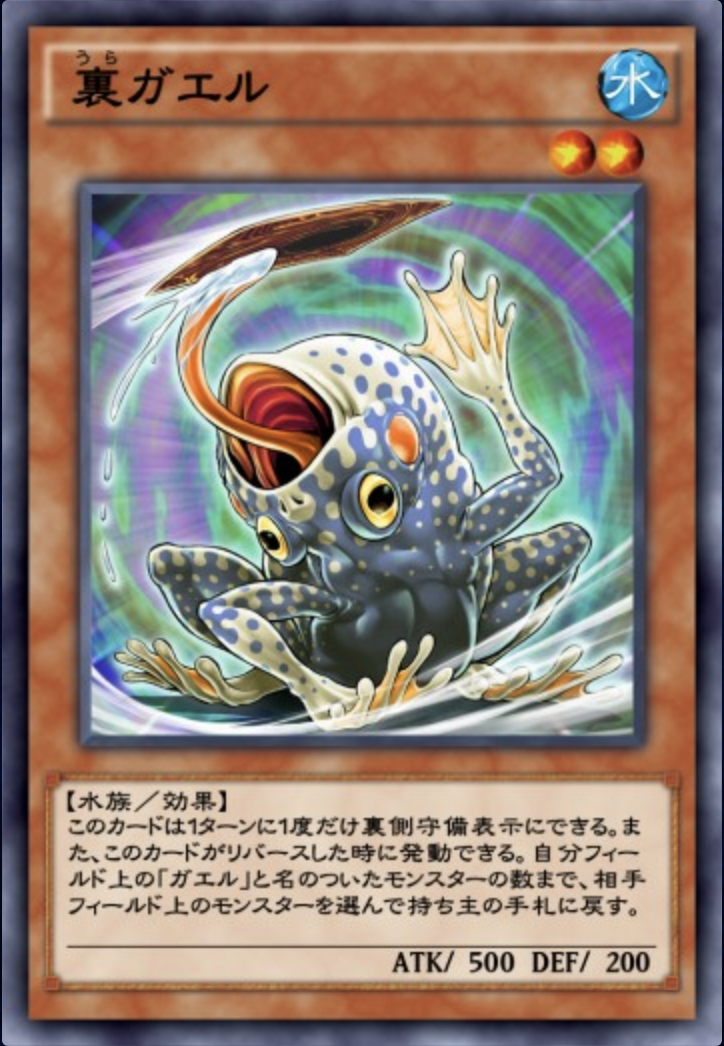 うら
裏ガエル
水
【水族／効果】
このカードは1ターンに1度だけ裏側守備表示にできる。ま
た、このカードがリバースした時に発動できる。自分フィー
ルド上の「ガエル」と名のついたモンスターの数まで、相手
フィールド上のモンスターを選んで持ち主の手札に戻す。
ATK/ 500 DEF/ 200